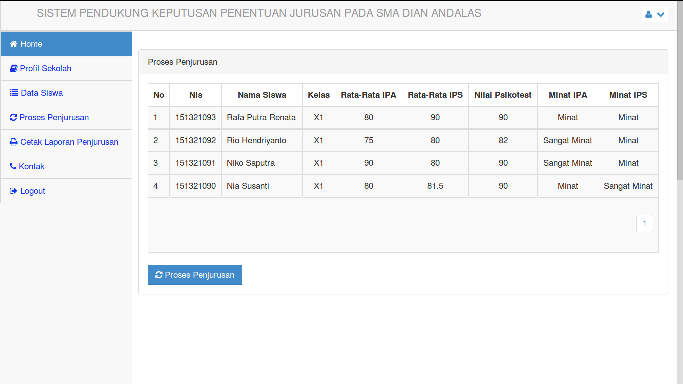 SISTEM PENDUKUNG KEPUTUSAN PENENTUAN JURUSAN PADA SMA DIAN ANDALAS
Home
Profil Sekolah
Data Siswa
Proses Penjurusan
Cetak Laporan Penjurusan
Kontak
Logout
Proses Penjurusan
No Nis Nama Siswa Kelas Rata-Rata IPA Rata-Rata IPS Nilai Psikotest Minat IPA Minat IPS
1 151321093 Rafa Putra Renata X1 80 90 90 Minat Minat
2 151321092 Rio Hendriyanto X1 75 80 82 Sangat Minat Minat
3 151321091 Niko Saputra X1 90 80 90 Sangat Minat Minat
4 151321090 Nia Susanti X1 80 81.5 90 Minat Sangat Minat
1
Proses Penjurusan